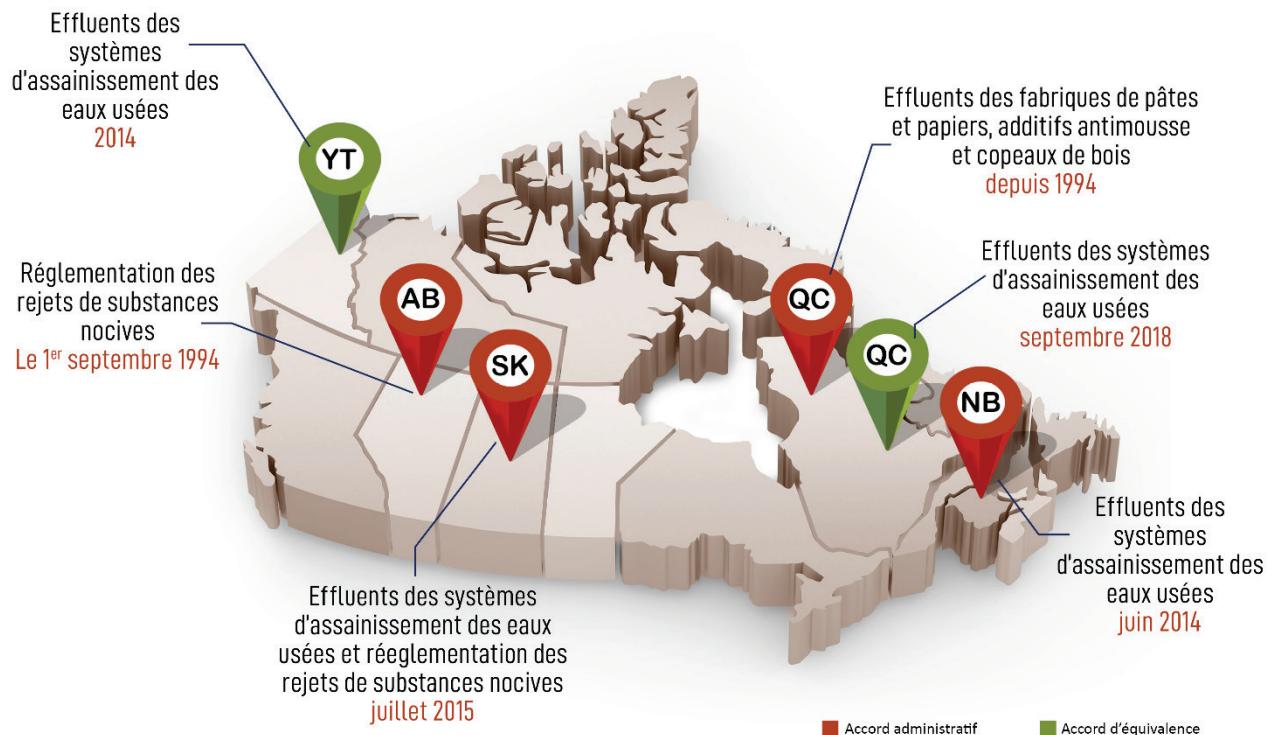 Effluents des
systèmes
d'assainissement des
eaux usées
2014
YT
Réglementation des
rejets de substances
nocives
Le 1er septembre 1994
AB
SK
Effluents des systèmes
d'assainissement des eaux
usées et réeglementation des
rejets de substances nocives
juillet 2015
Effluents des fabriques de pâtes
et papiers, additifs antimousse
et copeaux de bois
depuis 1994
QC
Effluents des systèmes
d'assainissement des
eaux usées
septembre 2018
QC
NB
Effluents des
systèmes
d'assainissement des
eaux usées
juin 2014
Accord administratif
Accord d'équivalence